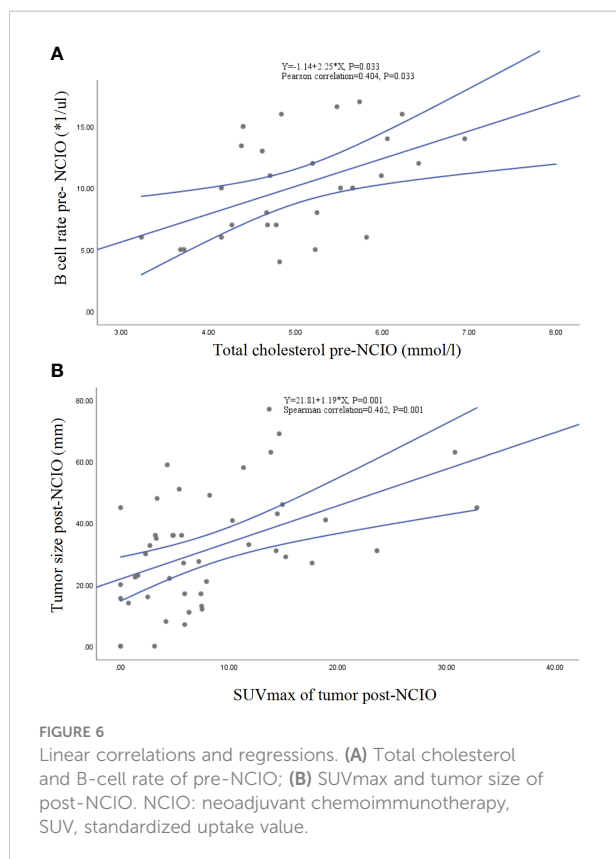 A
Y=-1.14+2.25*X, P=0.033
Pearson correlation=0.404, P=0.033
B cell rate pre- NCIO (*1/ul)
15.00
10.00
5.00
.00
3.00 4.00 5.00 6.00 7.00 8.00
Total cholesterol pre-NCIO (mmol/l)
B
Y=21.81+1.19*X, P=0.001
Spearman correlation=0.462, P=0.001
Tumor size post-NCIO (mm)
80.00
60.00
40.00
20.00
.00
.00 10.00 20.00 30.00 40.00
SUVmax of tumor post-NCIO
FIGURE 6
Linear correlations and regressions. (A) Total cholesterol
and B-cell rate of pre-NCIO; (B) SUVmax and tumor size of
post-NCIO. NCIO: neoadjuvant chemoimmunotherapy,
SUV, standardized uptake value.